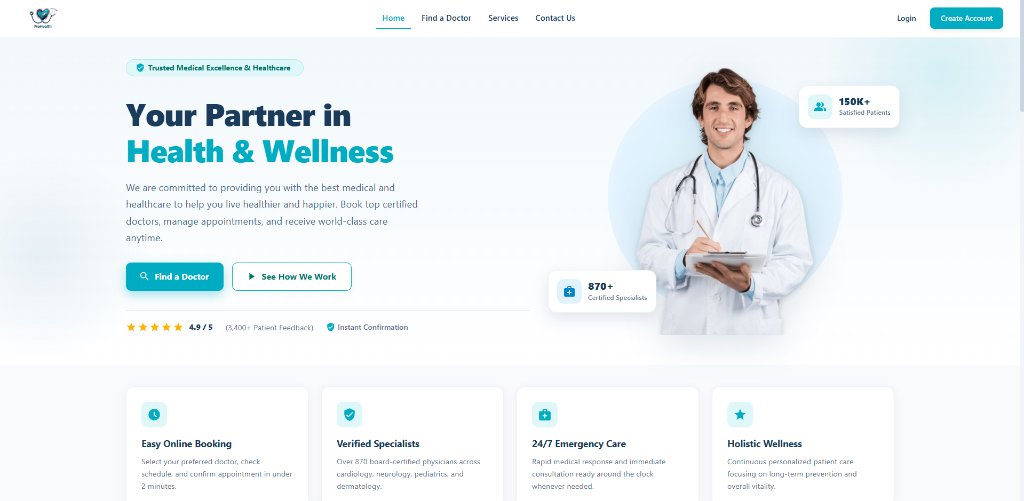 ProHealth
Home
Find a Doctor
Services
Contact Us
Login
Create Account
Trusted Medical Excellence & Healthcare
Your Partner in
Health & Wellness
We are committed to providing you with the best medical and
healthcare to help you live healthier and happier. Book top certified
doctors, manage appointments, and receive world-class care
anytime.
Find a Doctor
See How We Work
4.9 / 5
(3,400+ Patient Feedback)
Instant Confirmation
150K+
Satisfied Patients
870+
Certified Specialists
Easy Online Booking
Select your preferred doctor, check
schedule, and confirm appointment in under
2 minutes.
Verified Specialists
Over 870 board-certified physicians across
cardiology, neurology, pediatrics, and
dermatology.
24/7 Emergency Care
Rapid medical response and immediate
consultation ready around the clock
whenever needed.
Holistic Wellness
Continuous personalized patient care
focusing on long-term prevention and
overall vitality.